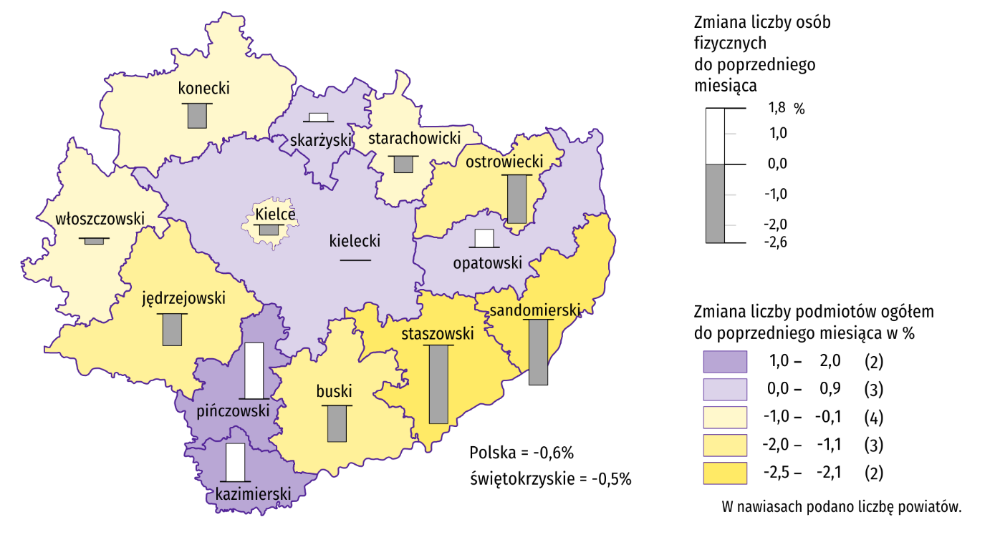 konecki
skarżyski
starachowicki
ostrowiecki
włoszczowski
Kielce
kielecki
opatowski
jędrzejowski
sandomierski
staszowski
buski
pińczowski
kazimierski
Polska = -0,6%
świętokrzyskie = -0,5%
Zmiana liczby osób
fizycznych
do poprzedniego
miesiąca
1,8 %
1,0
0,0
-1,0
-2,0
-2,6
Zmiana liczby podmiotów ogółem
do poprzedniego miesiąca w %
1,0 – 2,0 (2)
0,0 – 0,9 (3)
-1,0 – -0,1 (4)
-2,0 – -1,1 (3)
-2,5 – -2,1 (2)
W nawiasach podano liczbę powiatów.